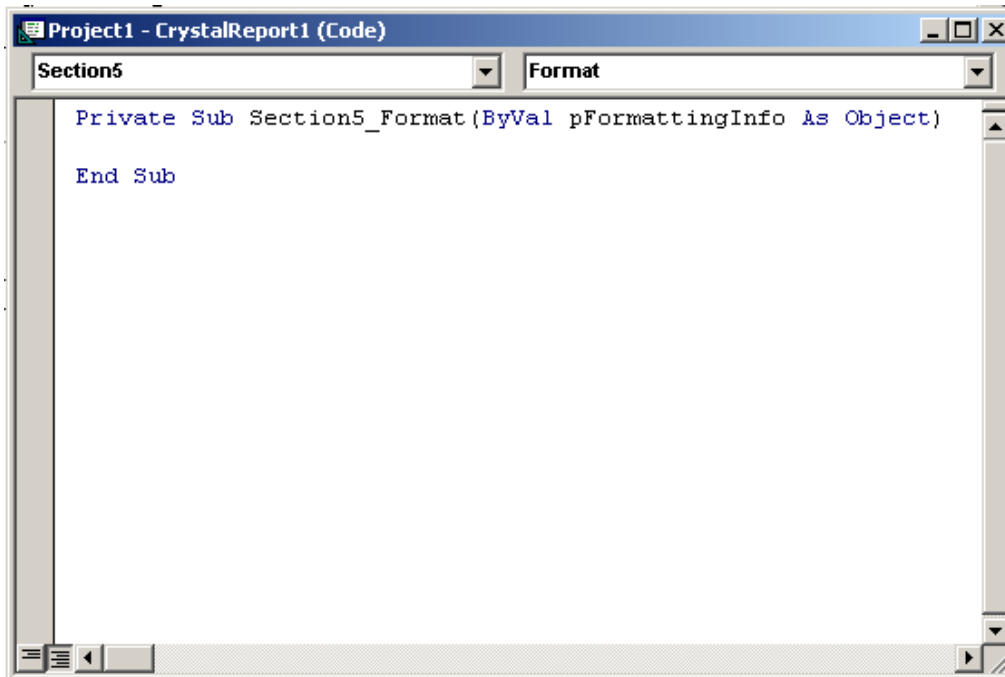 Project1 - CrystalReport1 (Code)
Section5 Format
Private Sub Section5_Format(ByVal pFormattingInfo As Object)
End Sub